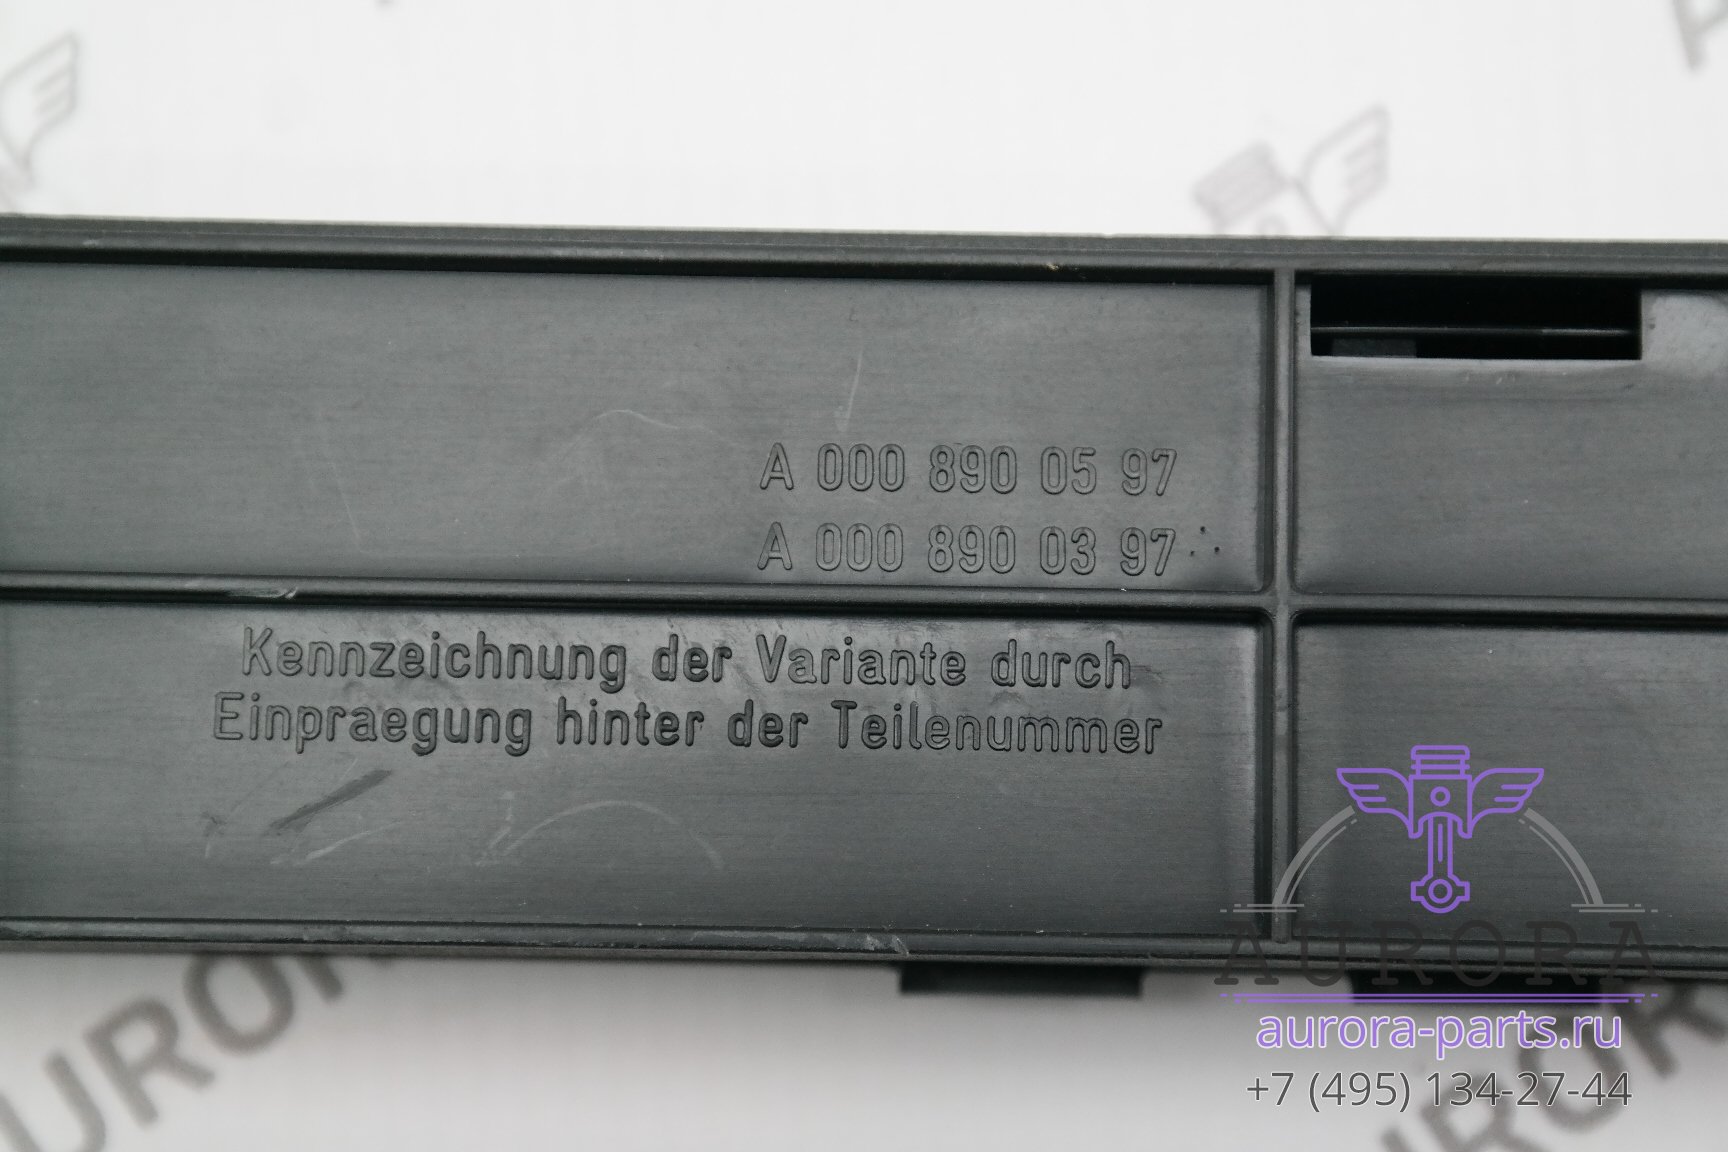 A 000 890 05 97
A 000 890 03 97
Kennzeichnung der Variante durch
Einpraegung hinter der Teilenummer
AURORA
aurora-parts.ru
+7 (495) 134-27-44